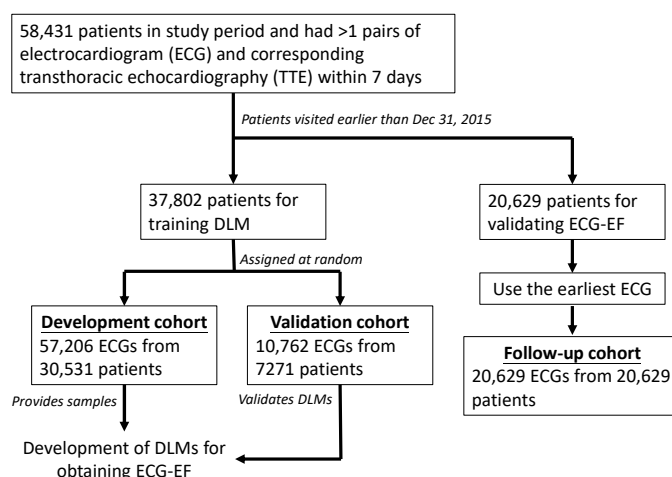 58,431 patients in study period and had >1 pairs of
electrocardiogram (ECG) and corresponding
transthoracic echocardiography (TTE) within 7 days
Patients visited earlier than Dec 31, 2015
37,802 patients for
training DLM
20,629 patients for
validating ECG-EF
Assigned at random
Use the earliest ECG
Development cohort
57,206 ECGs from
30,531 patients
Validation cohort
10,762 ECGs from
7271 patients
Follow-up cohort
20,629 ECGs from 20,629
patients
Provides samples
Validates DLMs
Development of DLMs for
obtaining ECG-EF